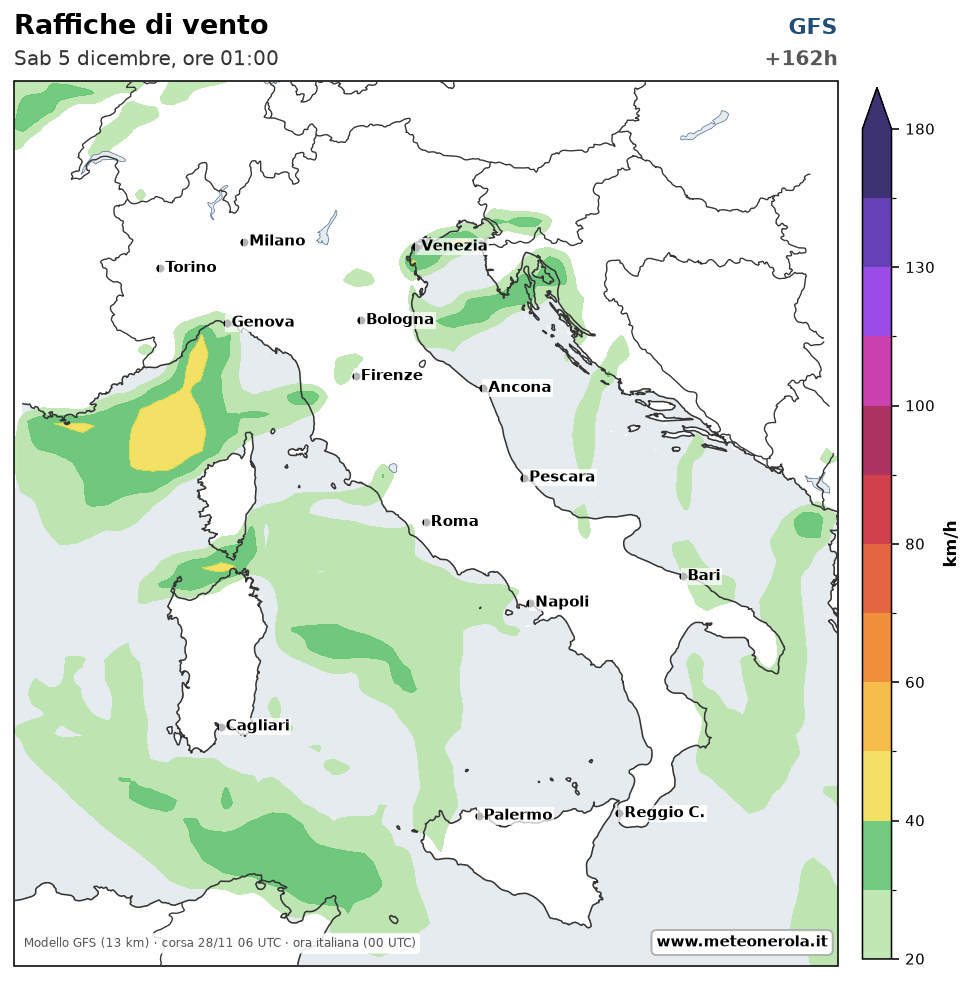 Raffiche di vento
GFS
Sab 5 dicembre, ore 01:00
+162h
180
130
100
80
60
40
20
km/h
Milano
Venezia
Torino
Genova
Bologna
Firenze
Ancona
Pescara
Roma
Bari
Napoli
Cagliari
Palermo
Reggio C.
Modello GFS (13 km) · corsa 28/11 06 UTC · ora italiana (00 UTC)
www.meteonerola.it